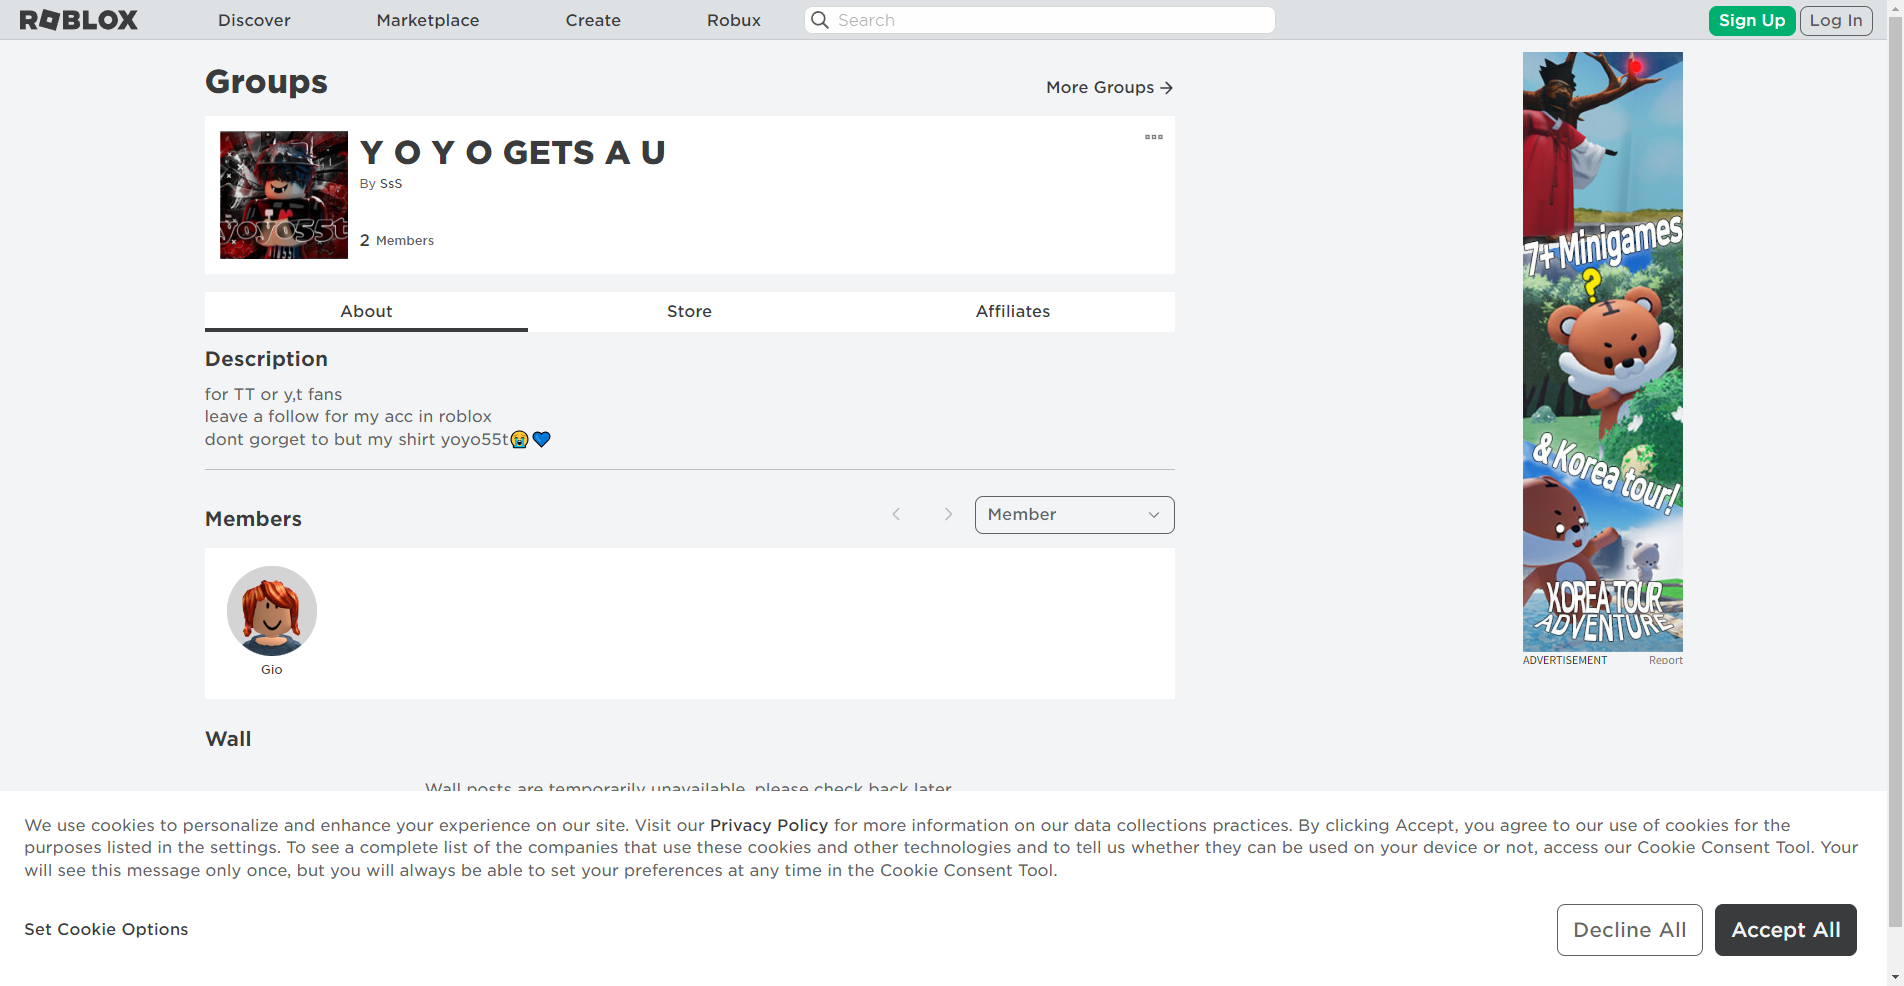 ROBLOX
Discover
Marketplace
Create
Robux
Search
Sign Up
Log In
Groups
More Groups →
Y O Y O GETS A U
By SsS
2 Members
yoyo55t
About
Store
Affiliates
Description
for TT or y,t fans
leave a follow for my acc in roblox
dont gorget to but my shirt yoyo55t😭💙
Members
Member
Gio
Wall
Wall posts are temporarily unavailable, please check back later.
7+ Minigames
?
& Korea tour!
KOREA TOUR
ADVENTURE
ADVERTISEMENT
Report
We use cookies to personalize and enhance your experience on our site. Visit our Privacy Policy for more information on our data collections practices. By clicking Accept, you agree to our use of cookies for the
purposes listed in the settings. To see a complete list of the companies that use these cookies and other technologies and to tell us whether they can be used on your device or not, access our Cookie Consent Tool. Your
will see this message only once, but you will always be able to set your preferences at any time in the Cookie Consent Tool.
Set Cookie Options
Decline All
Accept All